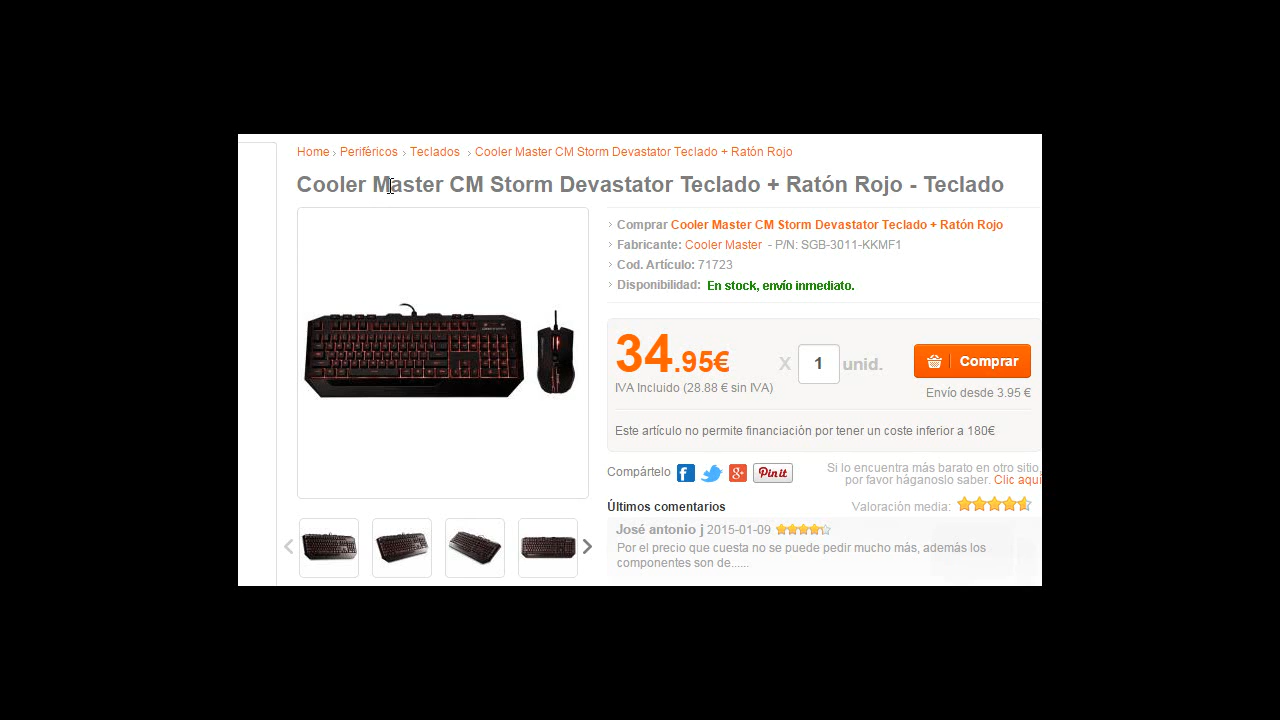 Home › Periféricos › Teclados › Cooler Master CM Storm Devastator Teclado + Ratón Rojo
Cooler Master CM Storm Devastator Teclado + Ratón Rojo - Teclado
Comprar Cooler Master CM Storm Devastator Teclado + Ratón Rojo
Fabricante: Cooler Master - P/N: SGB-3011-KKMF1
Cod. Artículo: 71723
Disponibilidad: En stock, envío inmediato.
34.95€ X 1 unid. Comprar
IVA Incluido (28.88 € sin IVA)
Envío desde 3.95 €
Este artículo no permite financiación por tener un coste inferior a 180€
Compártelo f g+ Pin it
Si lo encuentra más barato en otro sitio,
por favor háganoslo saber. Clic aquí
Últimos comentarios
Valoración media:
José antonio j 2015-01-09
Por el precio que cuesta no se puede pedir mucho más, además los
componentes son de......